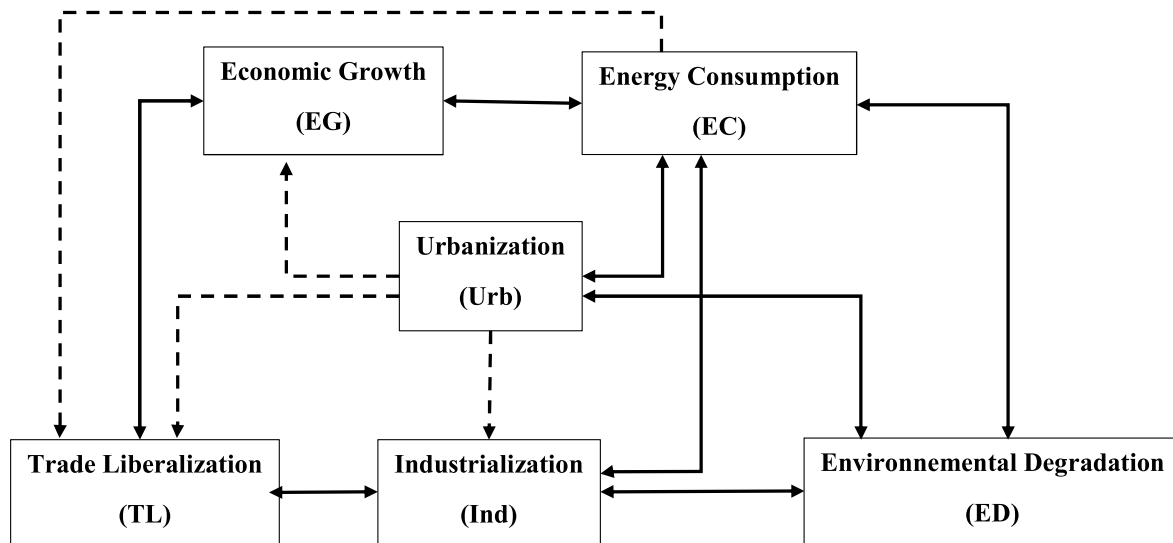 Economic Growth
(EG)
Energy Consumption
(EC)
Urbanization
(Urb)
Trade Liberalization
(TL)
Industrialization
(Ind)
Environnemental Degradation
(ED)